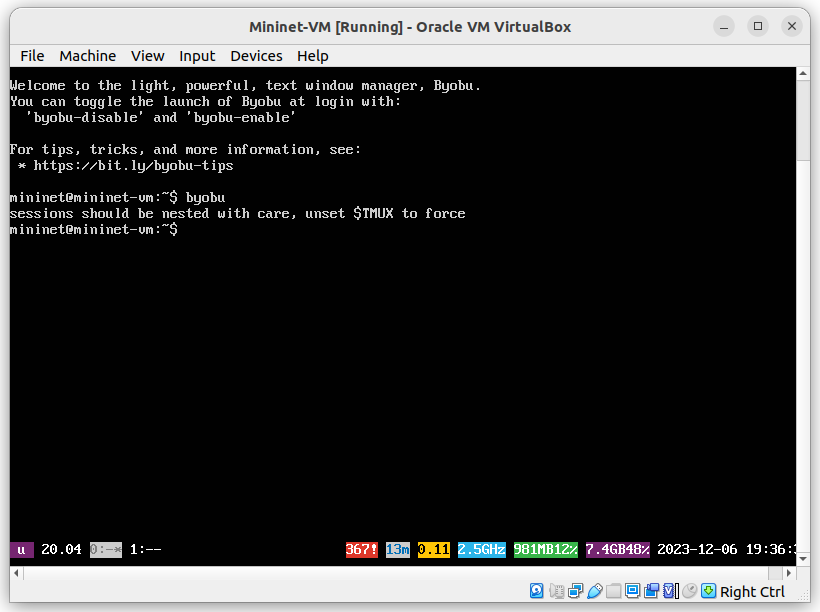 Mininet-VM [Running] - Oracle VM VirtualBox
File Machine View Input Devices Help
Welcome to the light, powerful, text window manager, Byobu.
You can toggle the launch of Byobu at login with:
'byobu-disable' and 'byobu-enable'
For tips, tricks, and more information, see:
* https://bit.ly/byobu-tips
mininet@mininet-vm:~$ byobu
sessions should be nested with care, unset $TMUX to force
mininet@mininet-vm:~$
u 20.04 0:-* 1:-- 367! 13m 0.11 2.5GHz 981MB12% 7.4GB48% 2023-12-06 19:36:
Right Ctrl